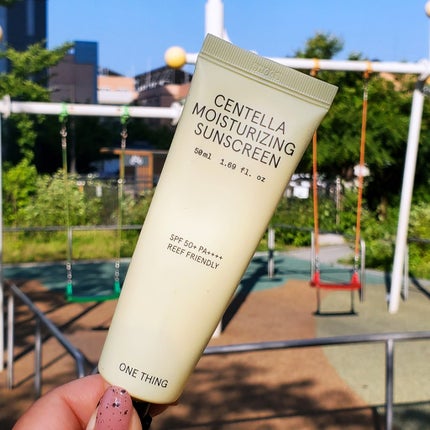 CENTELLA
MOISTURIZING
SUNSCREEN
50ml 1.69 fl. oz
SPF 50+ PA++++
REEF FRIENDLY
ONE THING